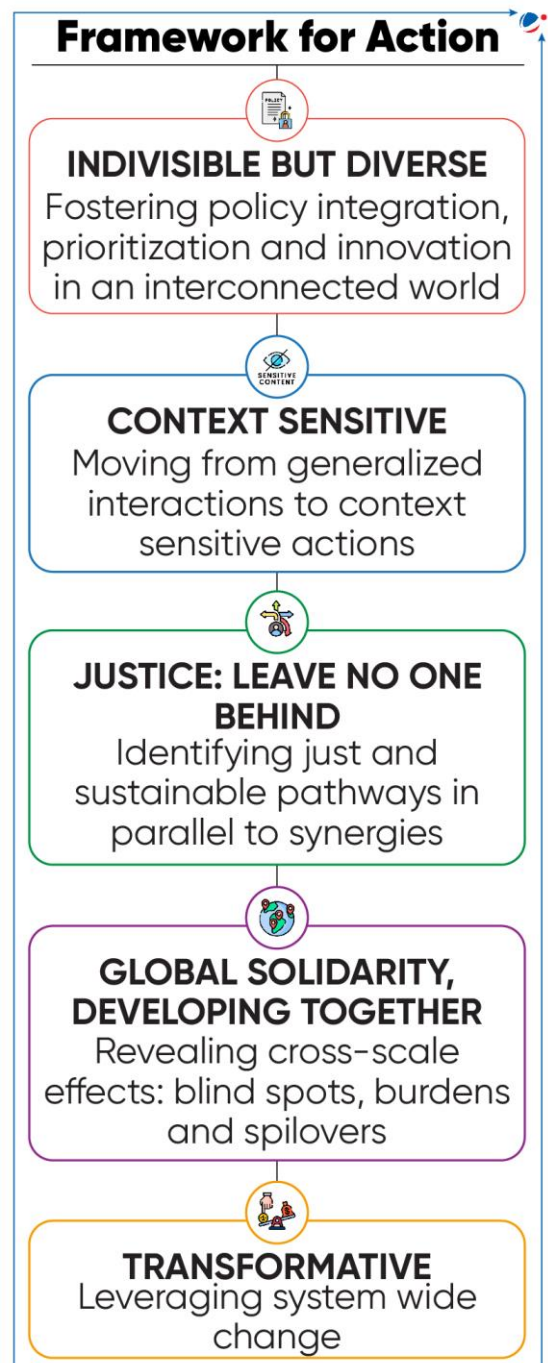 Framework for Action
POLICY
INDIVISIBLE BUT DIVERSE
Fostering policy integration,
prioritization and innovation
in an interconnected world
SENSITIVE
CONTENT
CONTEXT SENSITIVE
Moving from generalized
interactions to context
sensitive actions
JUSTICE: LEAVE NO ONE
BEHIND
Identifying just and
sustainable pathways in
parallel to synergies
GLOBAL SOLIDARITY,
DEVELOPING TOGETHER
Revealing cross-scale
effects: blind spots, burdens
and spilovers
TRANSFORMATIVE
Leveraging system wide
change